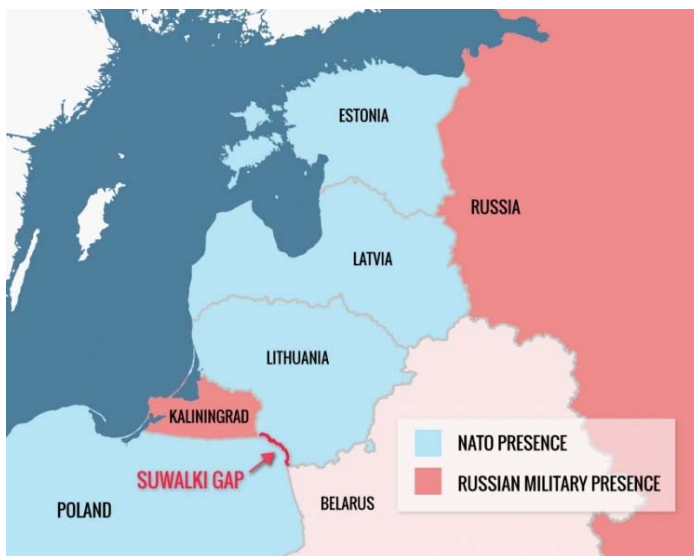 ESTONIA
RUSSIA
LATVIA
LITHUANIA
KALININGRAD
SUWALKI GAP
POLAND
BELARUS
NATO PRESENCE
RUSSIAN MILITARY PRESENCE